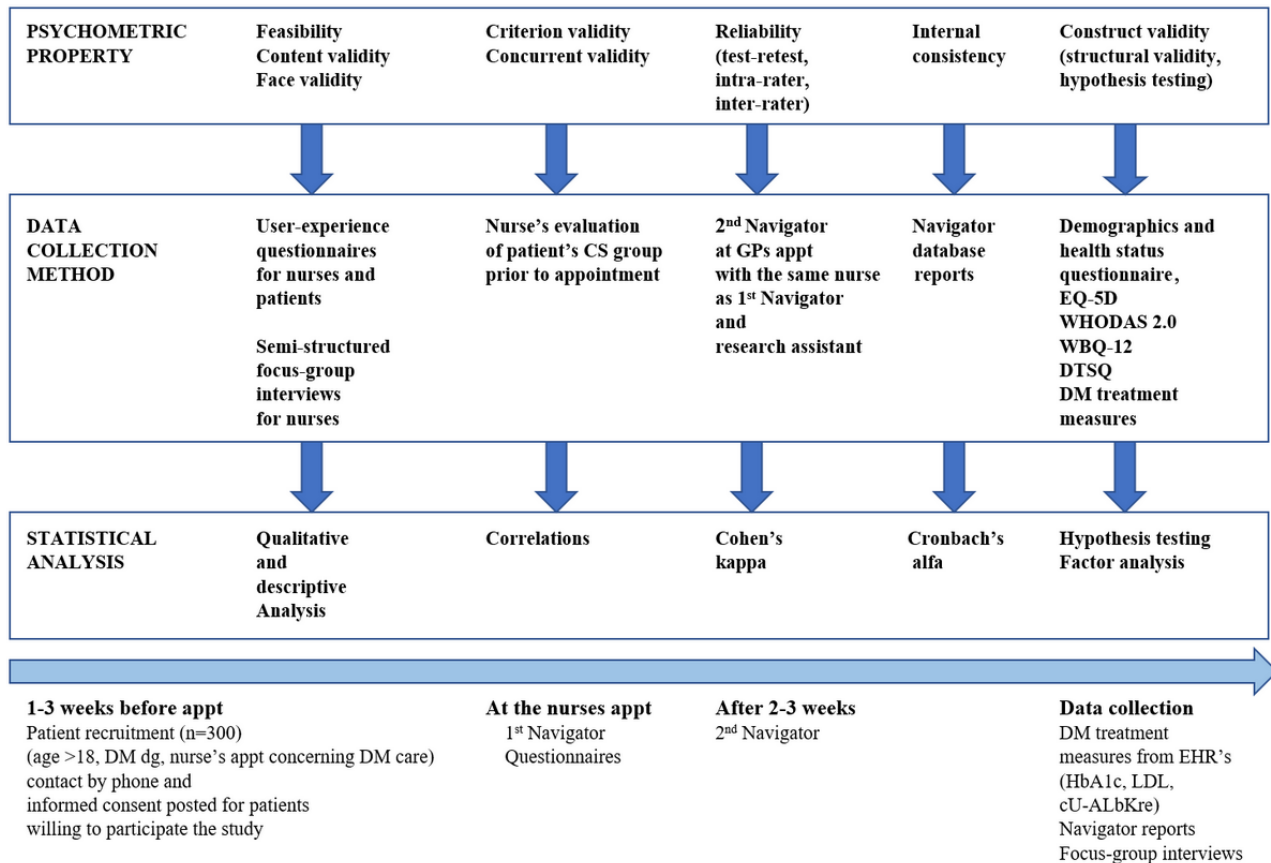 PSYCHOMETRIC
PROPERTY
Feasibility
Content validity
Face validity
Criterion validity
Concurrent validity
Reliability
(test-retest,
intra-rater,
inter-rater)
Internal
consistency
Construct validity
(structural validity,
hypothesis testing)
DATA
COLLECTION
METHOD
User-experience
questionnaires
for nurses and
patients
Semi-structured
focus-group
interviews
for nurses
Nurse's evaluation
of patient's CS group
prior to appointment
2nd Navigator
at GPs appt
with the same nurse
as 1st Navigator
and
research assistant
Navigator
database
reports
Demographics and
health status
questionnaire,
EQ-5D
WHODAS 2.0
WBQ-12
DTSQ
DM treatment
measures
STATISTICAL
ANALYSIS
Qualitative
and
descriptive
Analysis
Correlations
Cohen's
kappa
Cronbach's
alfa
Hypothesis testing
Factor analysis
1-3 weeks before appt
Patient recruitment (n=300)
(age >18, DM dg, nurse's appt concerning DM care)
contact by phone and
informed consent posted for patients
willing to participate the study
At the nurses appt
1st Navigator
Questionnaires
After 2-3 weeks
2nd Navigator
Data collection
DM treatment
measures from EHR's
(HbA1c, LDL,
cU-ALbKre)
Navigator reports
Focus-group interviews